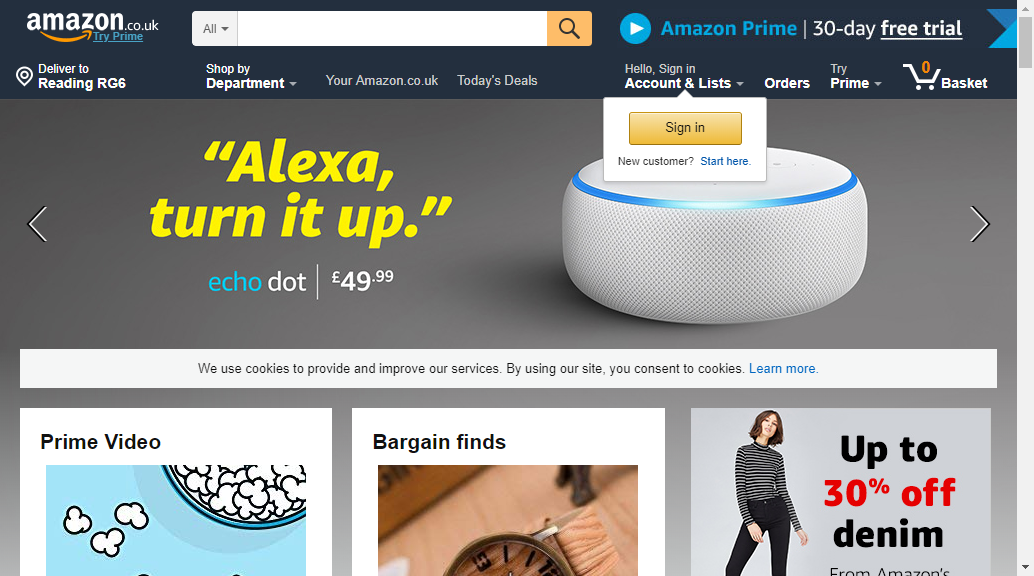 amazon.co.uk
Try Prime
All
Amazon Prime | 30-day free trial
Deliver to
Reading RG6
Shop by
Department
Your Amazon.co.uk
Today's Deals
Hello, Sign in
Account & Lists
Orders
Try
Prime
0
Basket
Sign in
New customer? Start here.
“Alexa,
turn it up.”
echo dot | £49.99
We use cookies to provide and improve our services. By using our site, you consent to cookies. Learn more.
Prime Video
Bargain finds
Up to
30% off
denim
From Amazon's